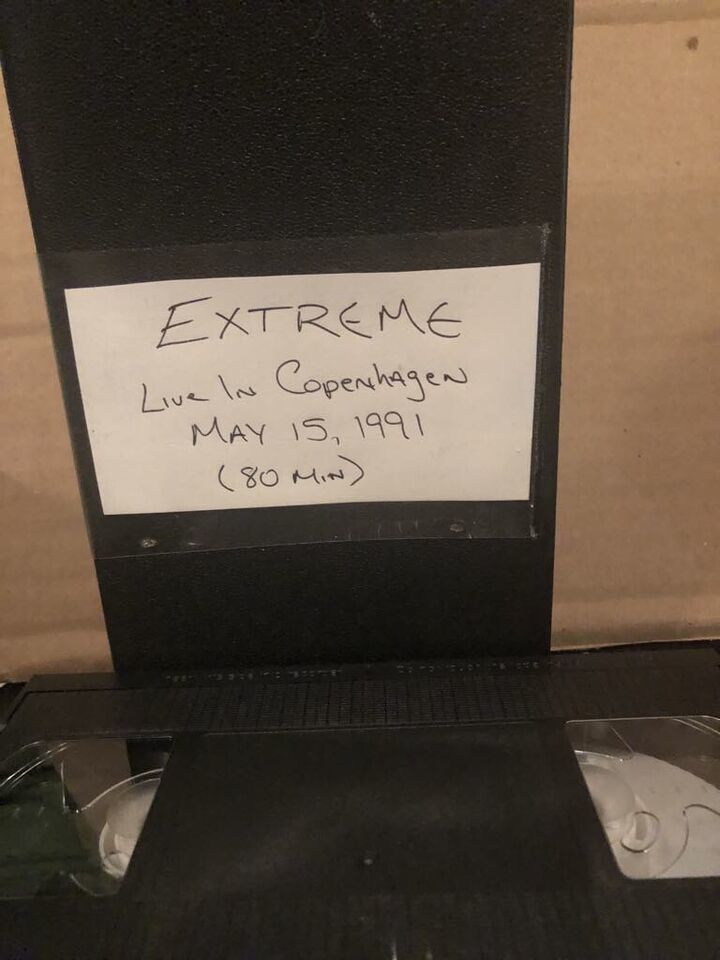 EXTREME
Live In Copenhagen
May 15, 1991
(80 Min)